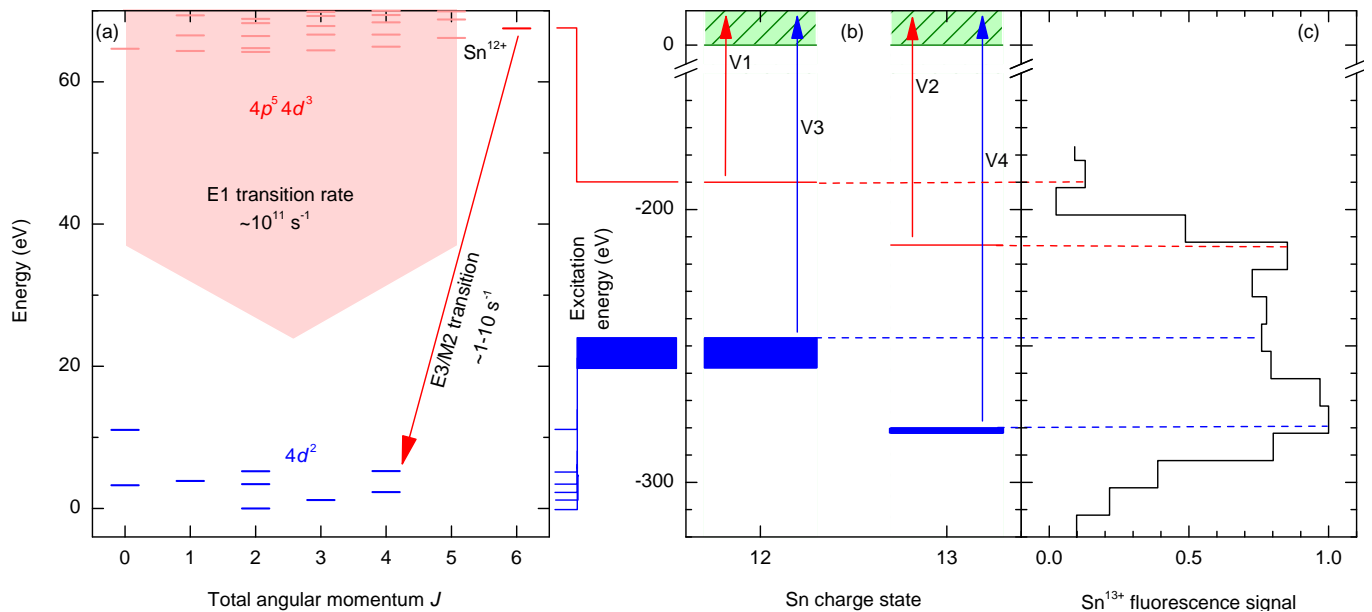 (a)
Sn12+
4p5 4d3
E1 transition rate
~10^11 s^-1
E3/M2 transition
~1-10 s^-1
4d2
60
40
20
0
Energy (eV)
0 1 2 3 4 5 6
Total angular momentum J
Excitation
energy (eV)
0
-200
-300
(b)
V1
V2
V3
V4
12 13
Sn charge state
(c)
0.0 0.5 1.0
Sn13+ fluorescence signal